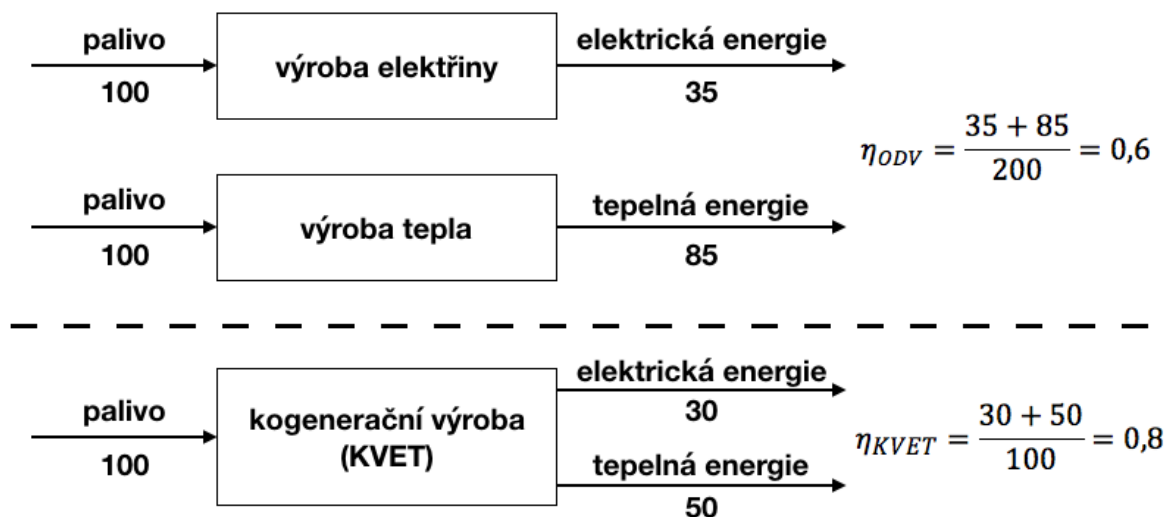 palivo
100
výroba elektřiny
elektrická energie
35
palivo
100
výroba tepla
tepelná energie
85
η_ODV = (35 + 85) / 200 = 0,6
palivo
100
kogenerační výroba
(KVET)
elektrická energie
30
tepelná energie
50
η_KVET = (30 + 50) / 100 = 0,8